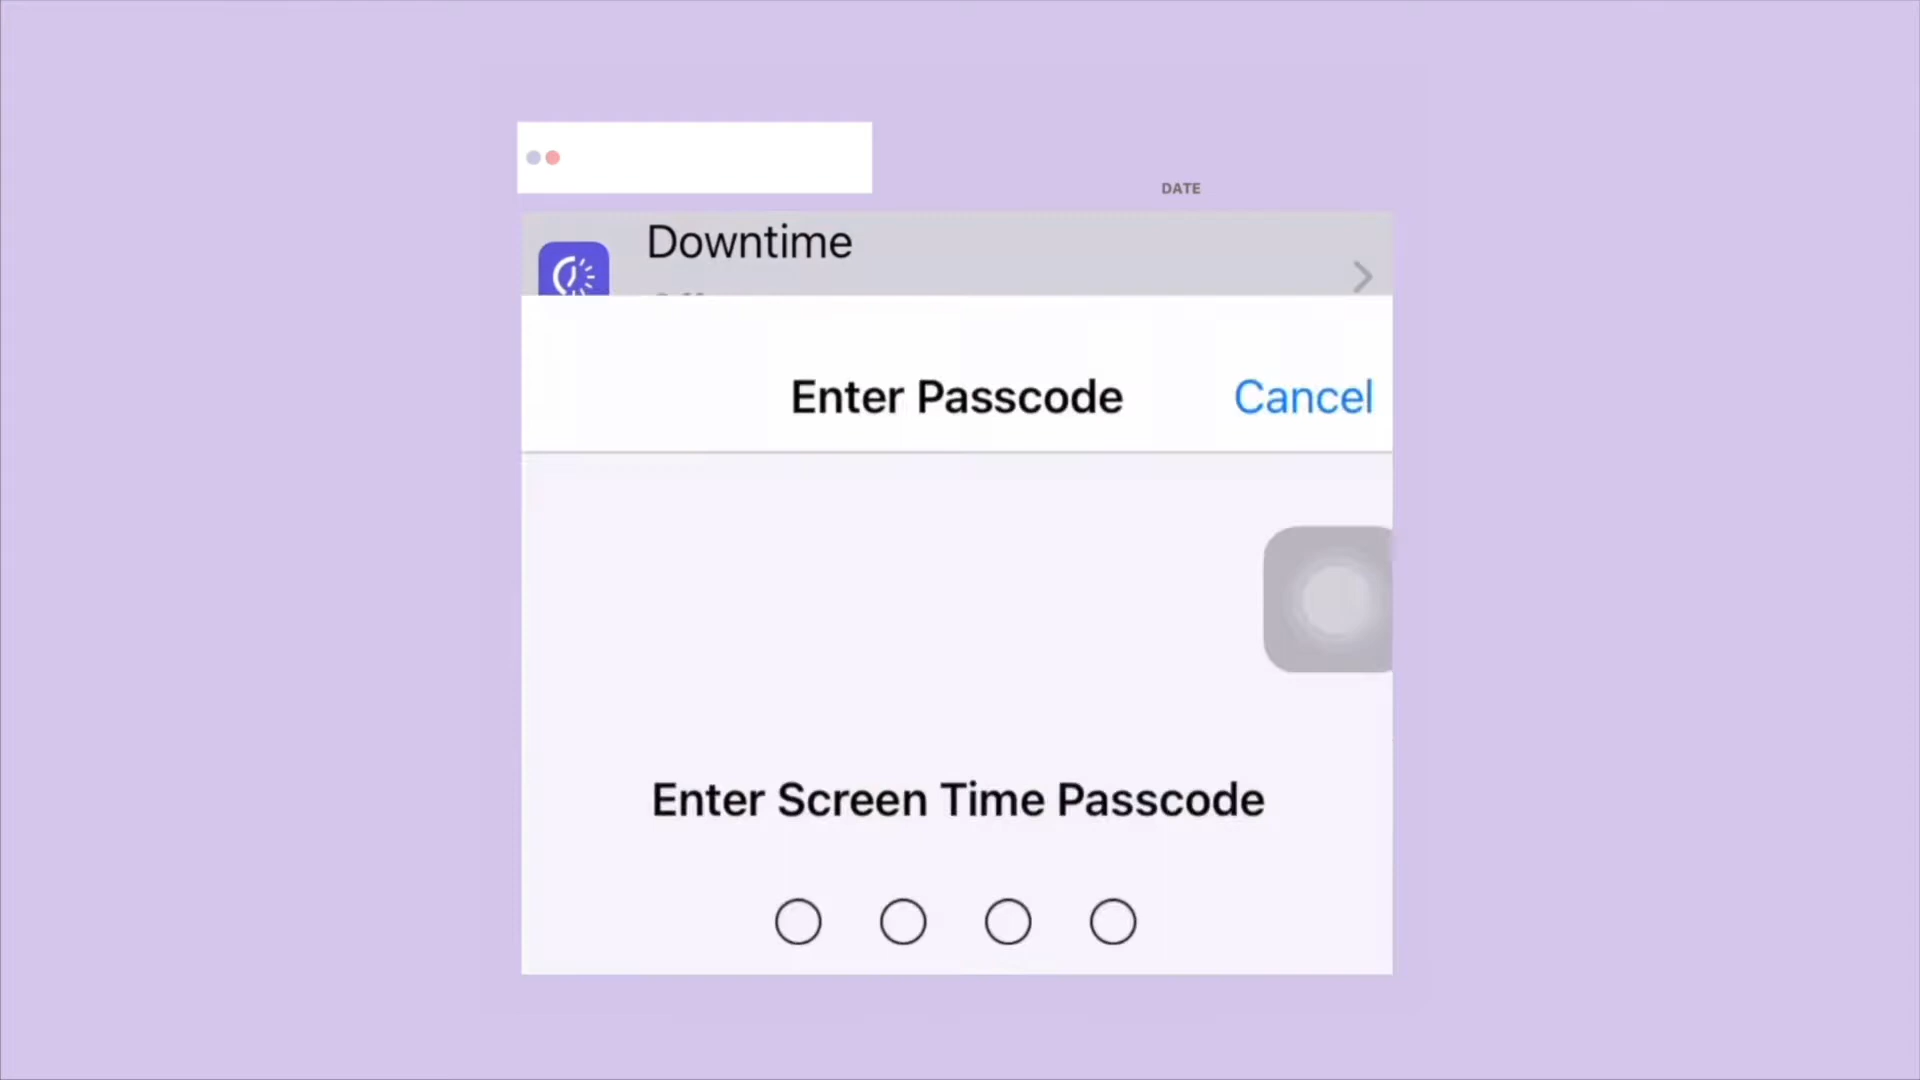 DATE
Downtime
Enter Passcode
Cancel
Enter Screen Time Passcode